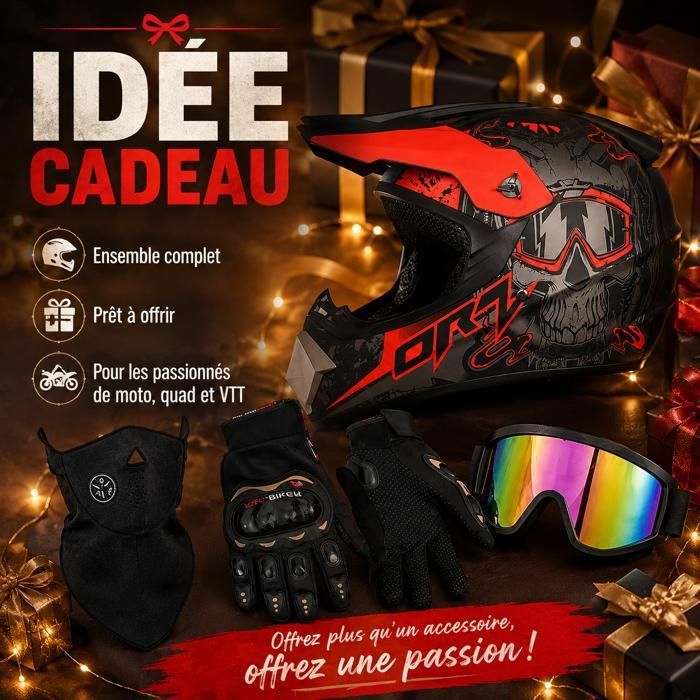 IDÉE
CADEAU
Ensemble complet
Prêt à offrir
Pour les passionnés
de moto, quad et VTT
ORZ
Offrez plus qu'un accessoire,
offrez une passion !